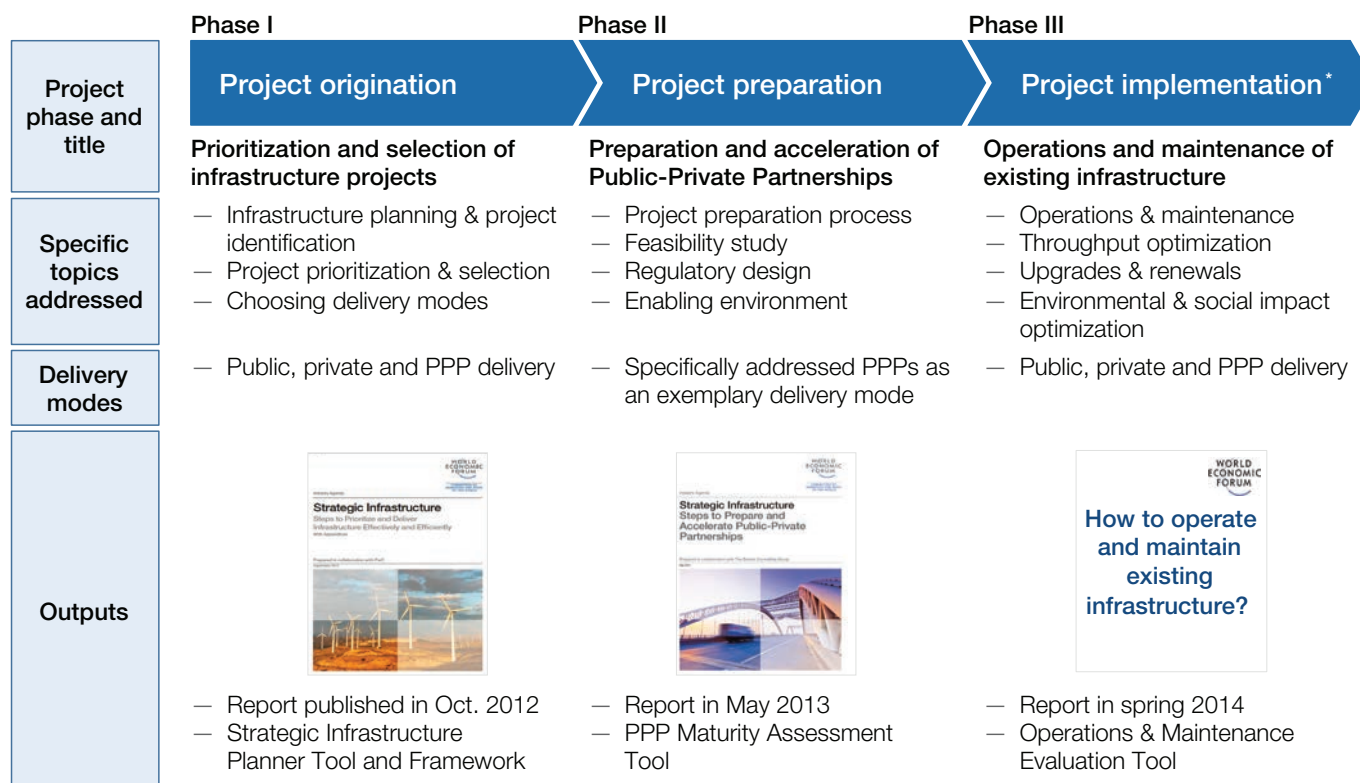 Phase I
Phase II
Phase III
Project
phase and
title
Project origination
Project preparation
Project implementation*
Prioritization and selection of
infrastructure projects
Preparation and acceleration of
Public-Private Partnerships
Operations and maintenance of
existing infrastructure
Specific
topics
addressed
— Infrastructure planning & project
identification
— Project prioritization & selection
— Choosing delivery modes
— Project preparation process
— Feasibility study
— Regulatory design
— Enabling environment
— Operations & maintenance
— Throughput optimization
— Upgrades & renewals
— Environmental & social impact
optimization
Delivery
modes
— Public, private and PPP delivery
— Specifically addressed PPPs as
an exemplary delivery mode
— Public, private and PPP delivery
Outputs
WORLD
ECONOMIC
FORUM
Strategic Infrastructure
Steps to Prioritize and Deliver
Infrastructure Effectively and Efficiently
WORLD
ECONOMIC
FORUM
Strategic Infrastructure
Steps to Prepare and
Accelerate Public-Private
Partnerships
WORLD
ECONOMIC
FORUM
How to operate
and maintain
existing
infrastructure?
— Report published in Oct. 2012
— Strategic Infrastructure
Planner Tool and Framework
— Report in May 2013
— PPP Maturity Assessment
Tool
— Report in spring 2014
— Operations & Maintenance
Evaluation Tool